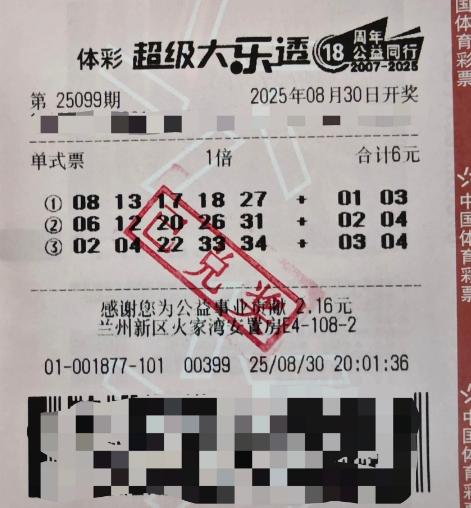 体彩 超级大乐透 18 周年 公益同行 2007-2025
第 25099期 2025年08月30日开奖
单式票 1倍 合计6元
① 08 13 17 18 27 + 01 03
② 06 12 20 26 31 + 02 04
③ 02 04 22 33 34 + 03 04
已兑奖
感谢您为公益事业贡献 2.16元
兰州新区火家湾安置房E4-108-2
01-001877-101 00399 25/08/30 20:01:36
国体育彩票
中国体育彩票
中国体育